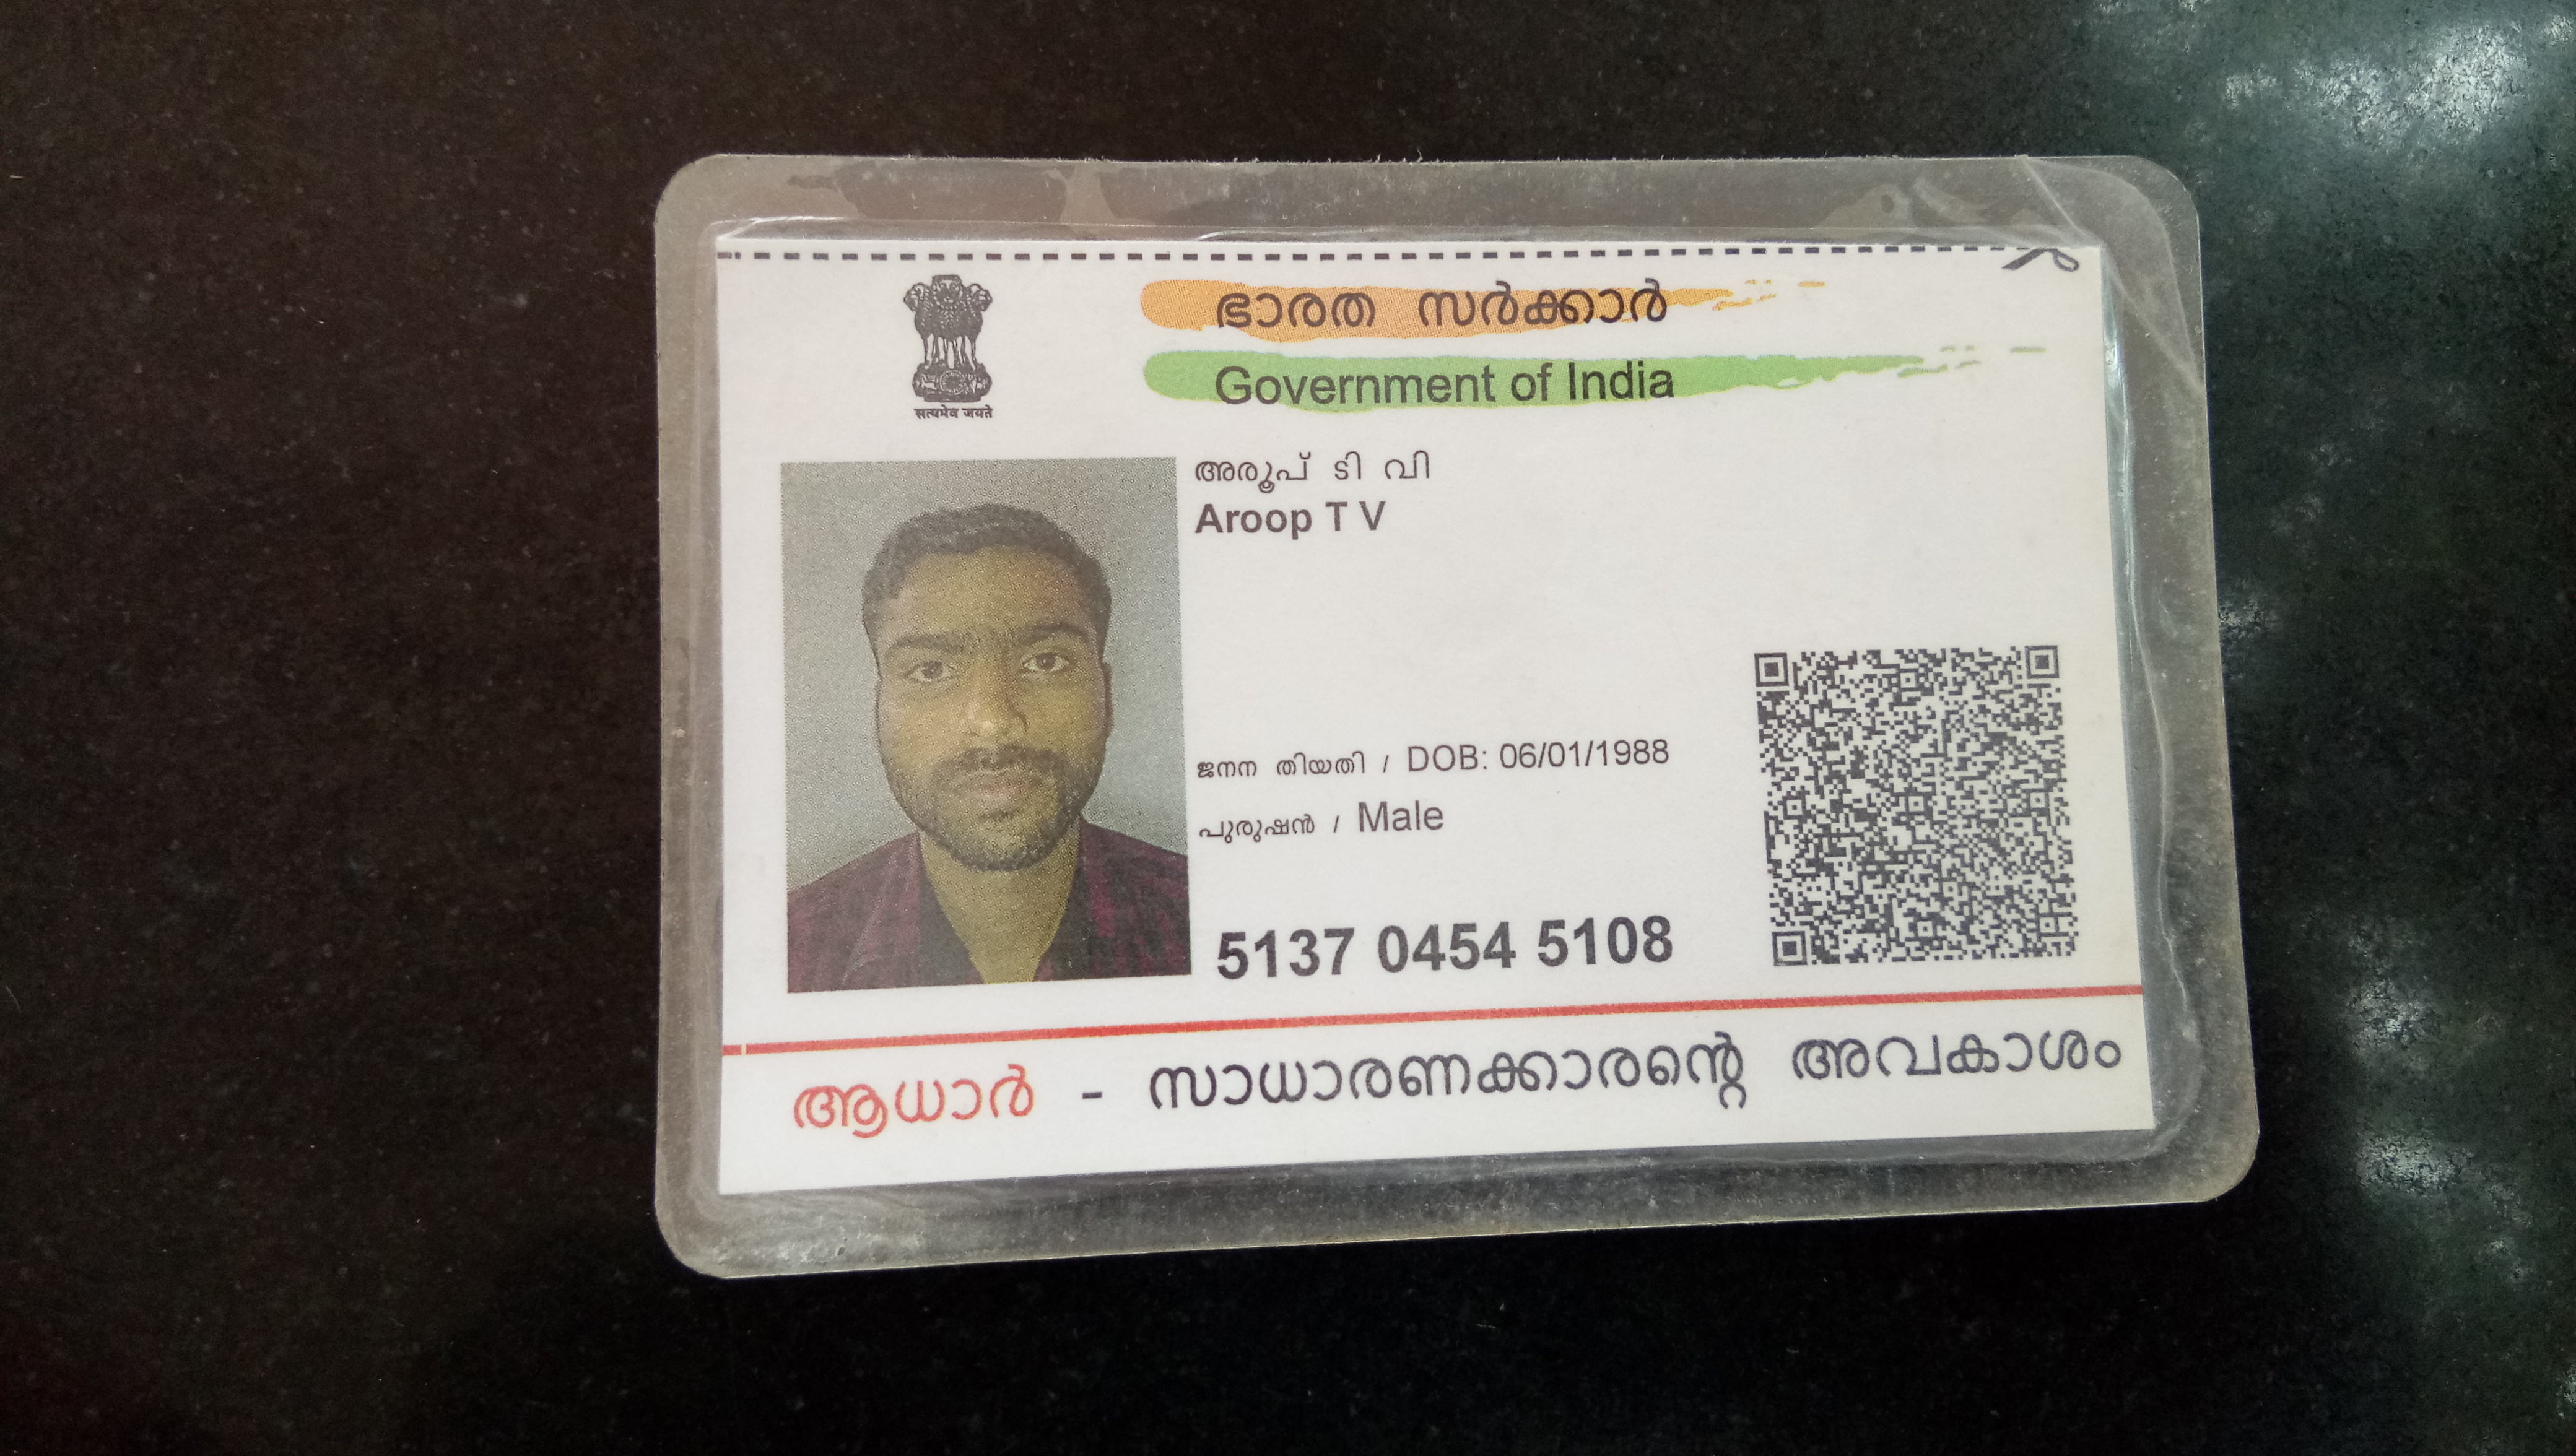 सत्यमेव जयते
ഭാരത സർക്കാർ
Government of India
അരൂപ് ടി വി
Aroop T V
ജനന തിയതി / DOB: 06/01/1988
പുരുഷൻ / Male
5137 0454 5108
ആധാർ - സാധാരണക്കാരന്റെ അവകാശം